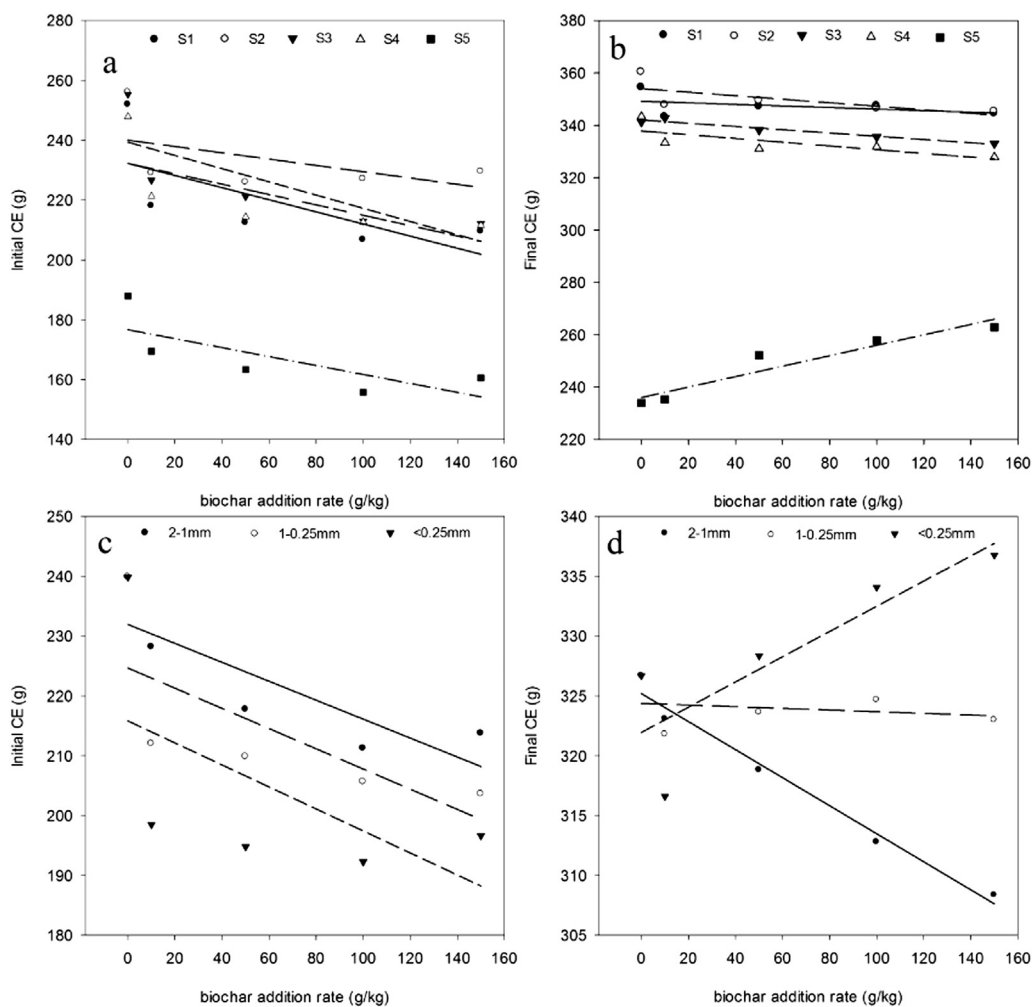 280
a
S1 S2 S3 S4 S5
260
240
220
200
180
160
140
0 20 40 60 80 100 120 140 160
Initial CE (g)
biochar addition rate (g/kg)
380
b
S1 S2 S3 S4 S5
360
340
320
300
280
260
240
220
0 20 40 60 80 100 120 140 160
Final CE (g)
biochar addition rate (g/kg)
250
c
2-1mm 1-0.25mm <0.25mm
240
230
220
210
200
190
180
0 20 40 60 80 100 120 140 160
Initial CE (g)
biochar addition rate (g/kg)
340
d
2-1mm 1-0.25mm <0.25mm
335
330
325
320
315
310
305
0 20 40 60 80 100 120 140 160
Final CE (g)
biochar addition rate (g/kg)